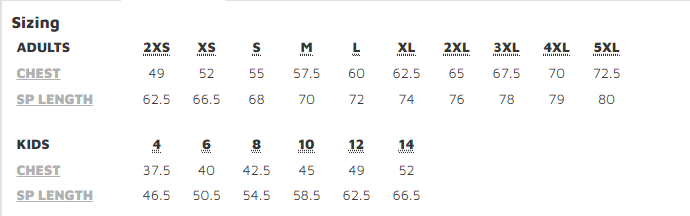 Sizing
ADULTS 2XS XS S M L XL 2XL 3XL 4XL 5XL
CHEST 49 52 55 57.5 60 62.5 65 67.5 70 72.5
SP LENGTH 62.5 66.5 68 70 72 74 76 78 79 80
KIDS 4 6 8 10 12 14
CHEST 37.5 40 42.5 45 49 52
SP LENGTH 46.5 50.5 54.5 58.5 62.5 66.5